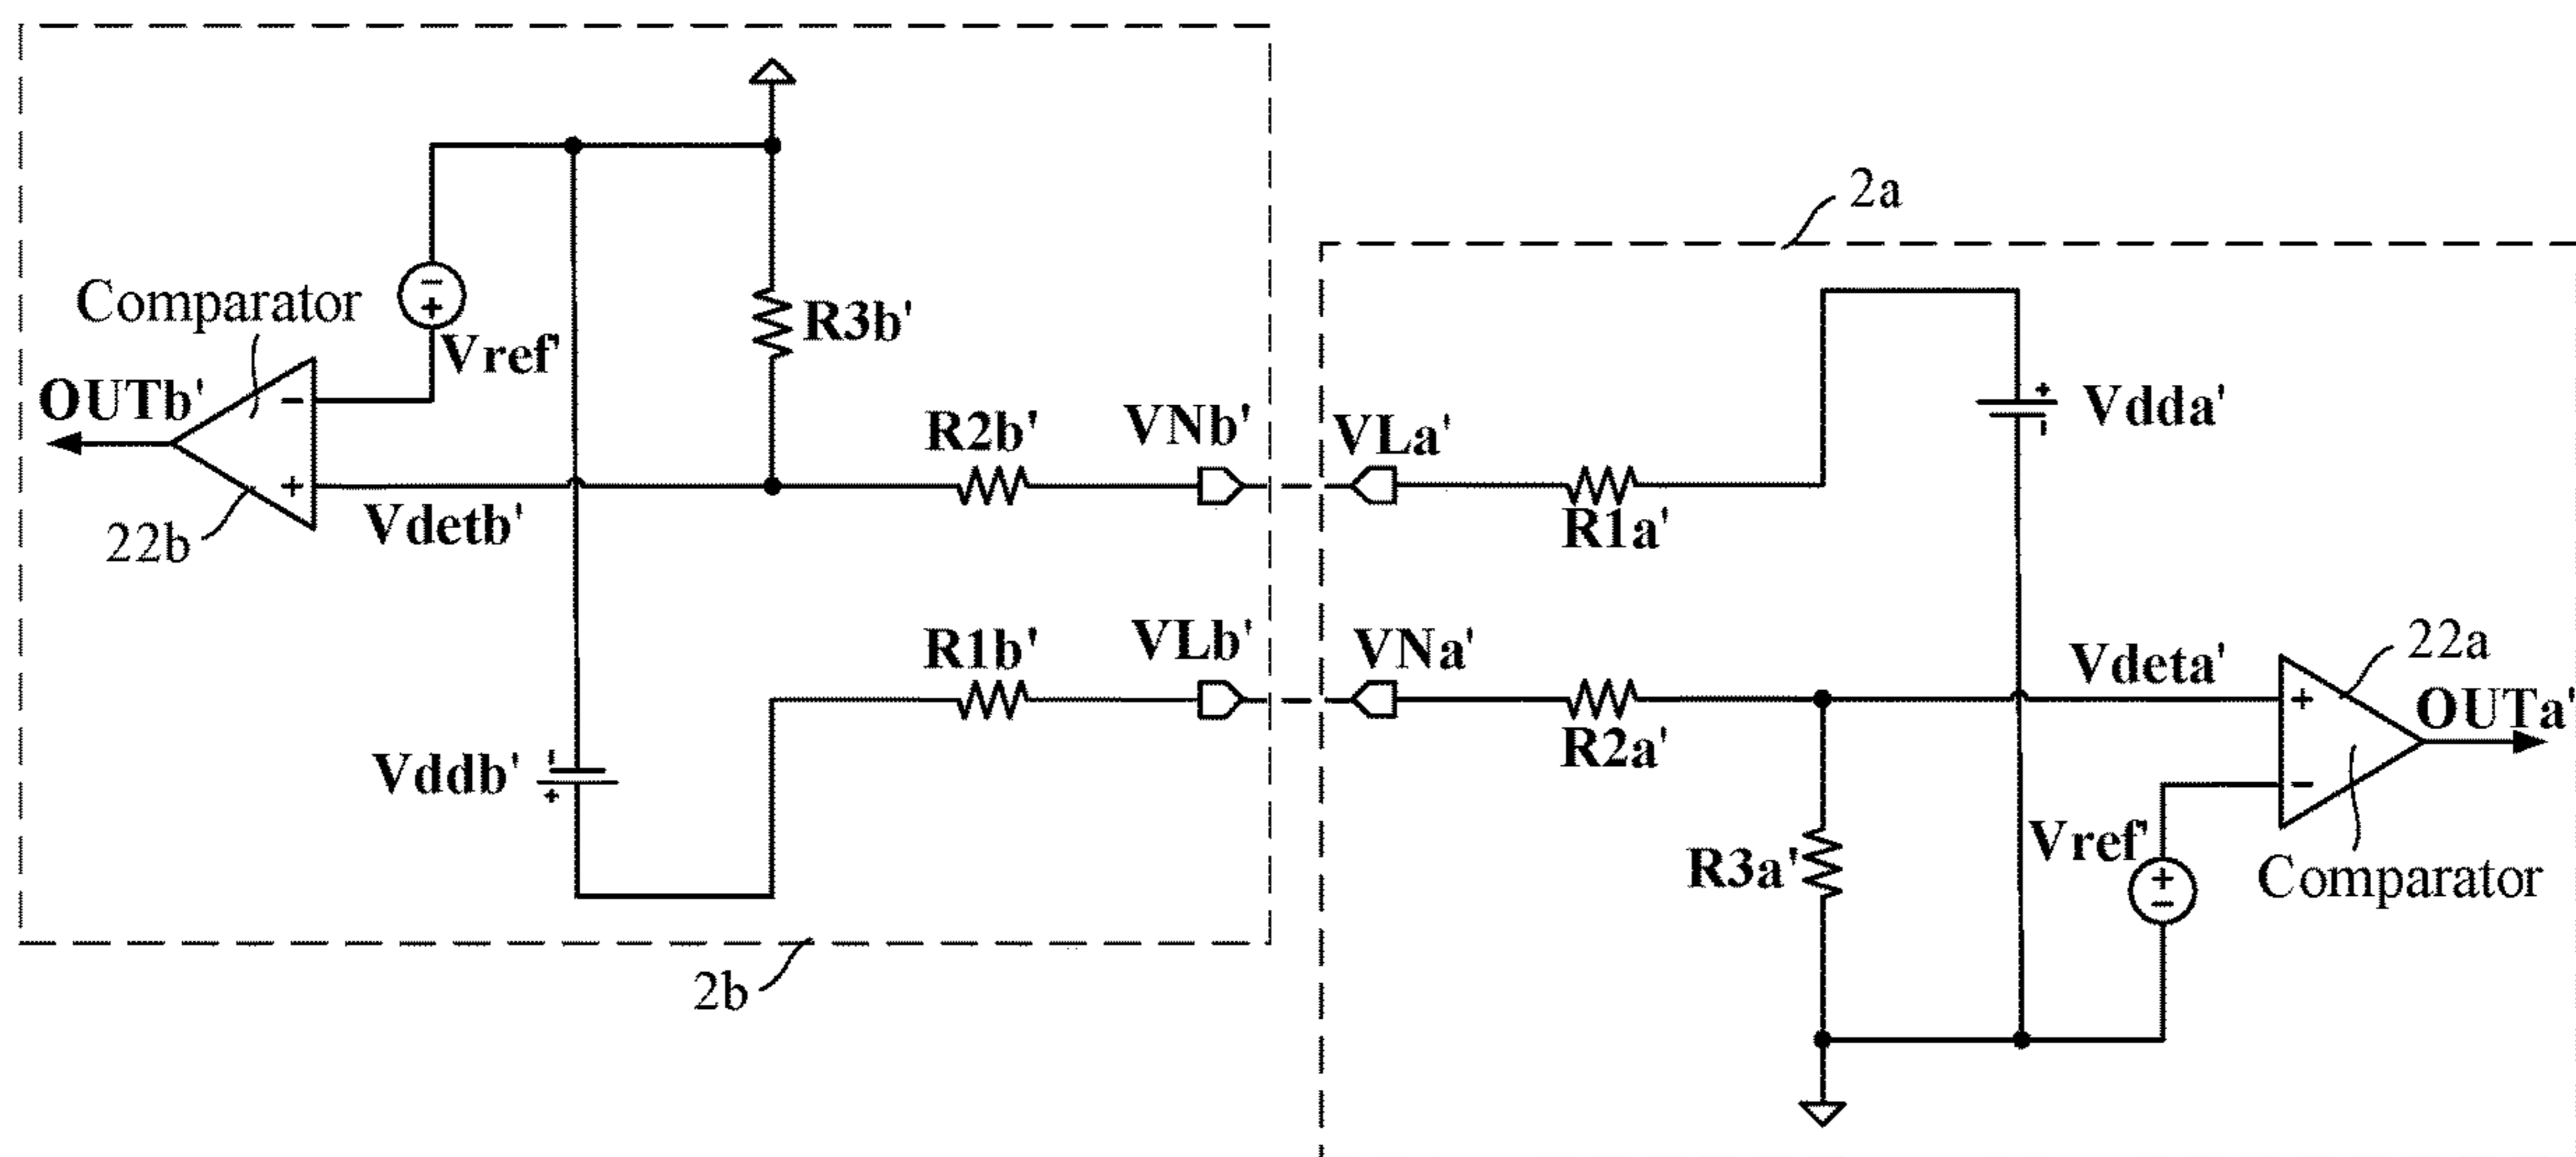 2a
Comparator
Vref'
R3b'
OUTb'
-
+
-
+
22b
Vdetb'
R2b'
VNb'
VLa'
R1a'
+
-
Vdda'
R1b'
VLb'
VNa'
R2a'
Vdeta'
22a
+
-
OUTa'
Vddb'
-
+
R3a'
Vref'
+
-
Comparator
2b